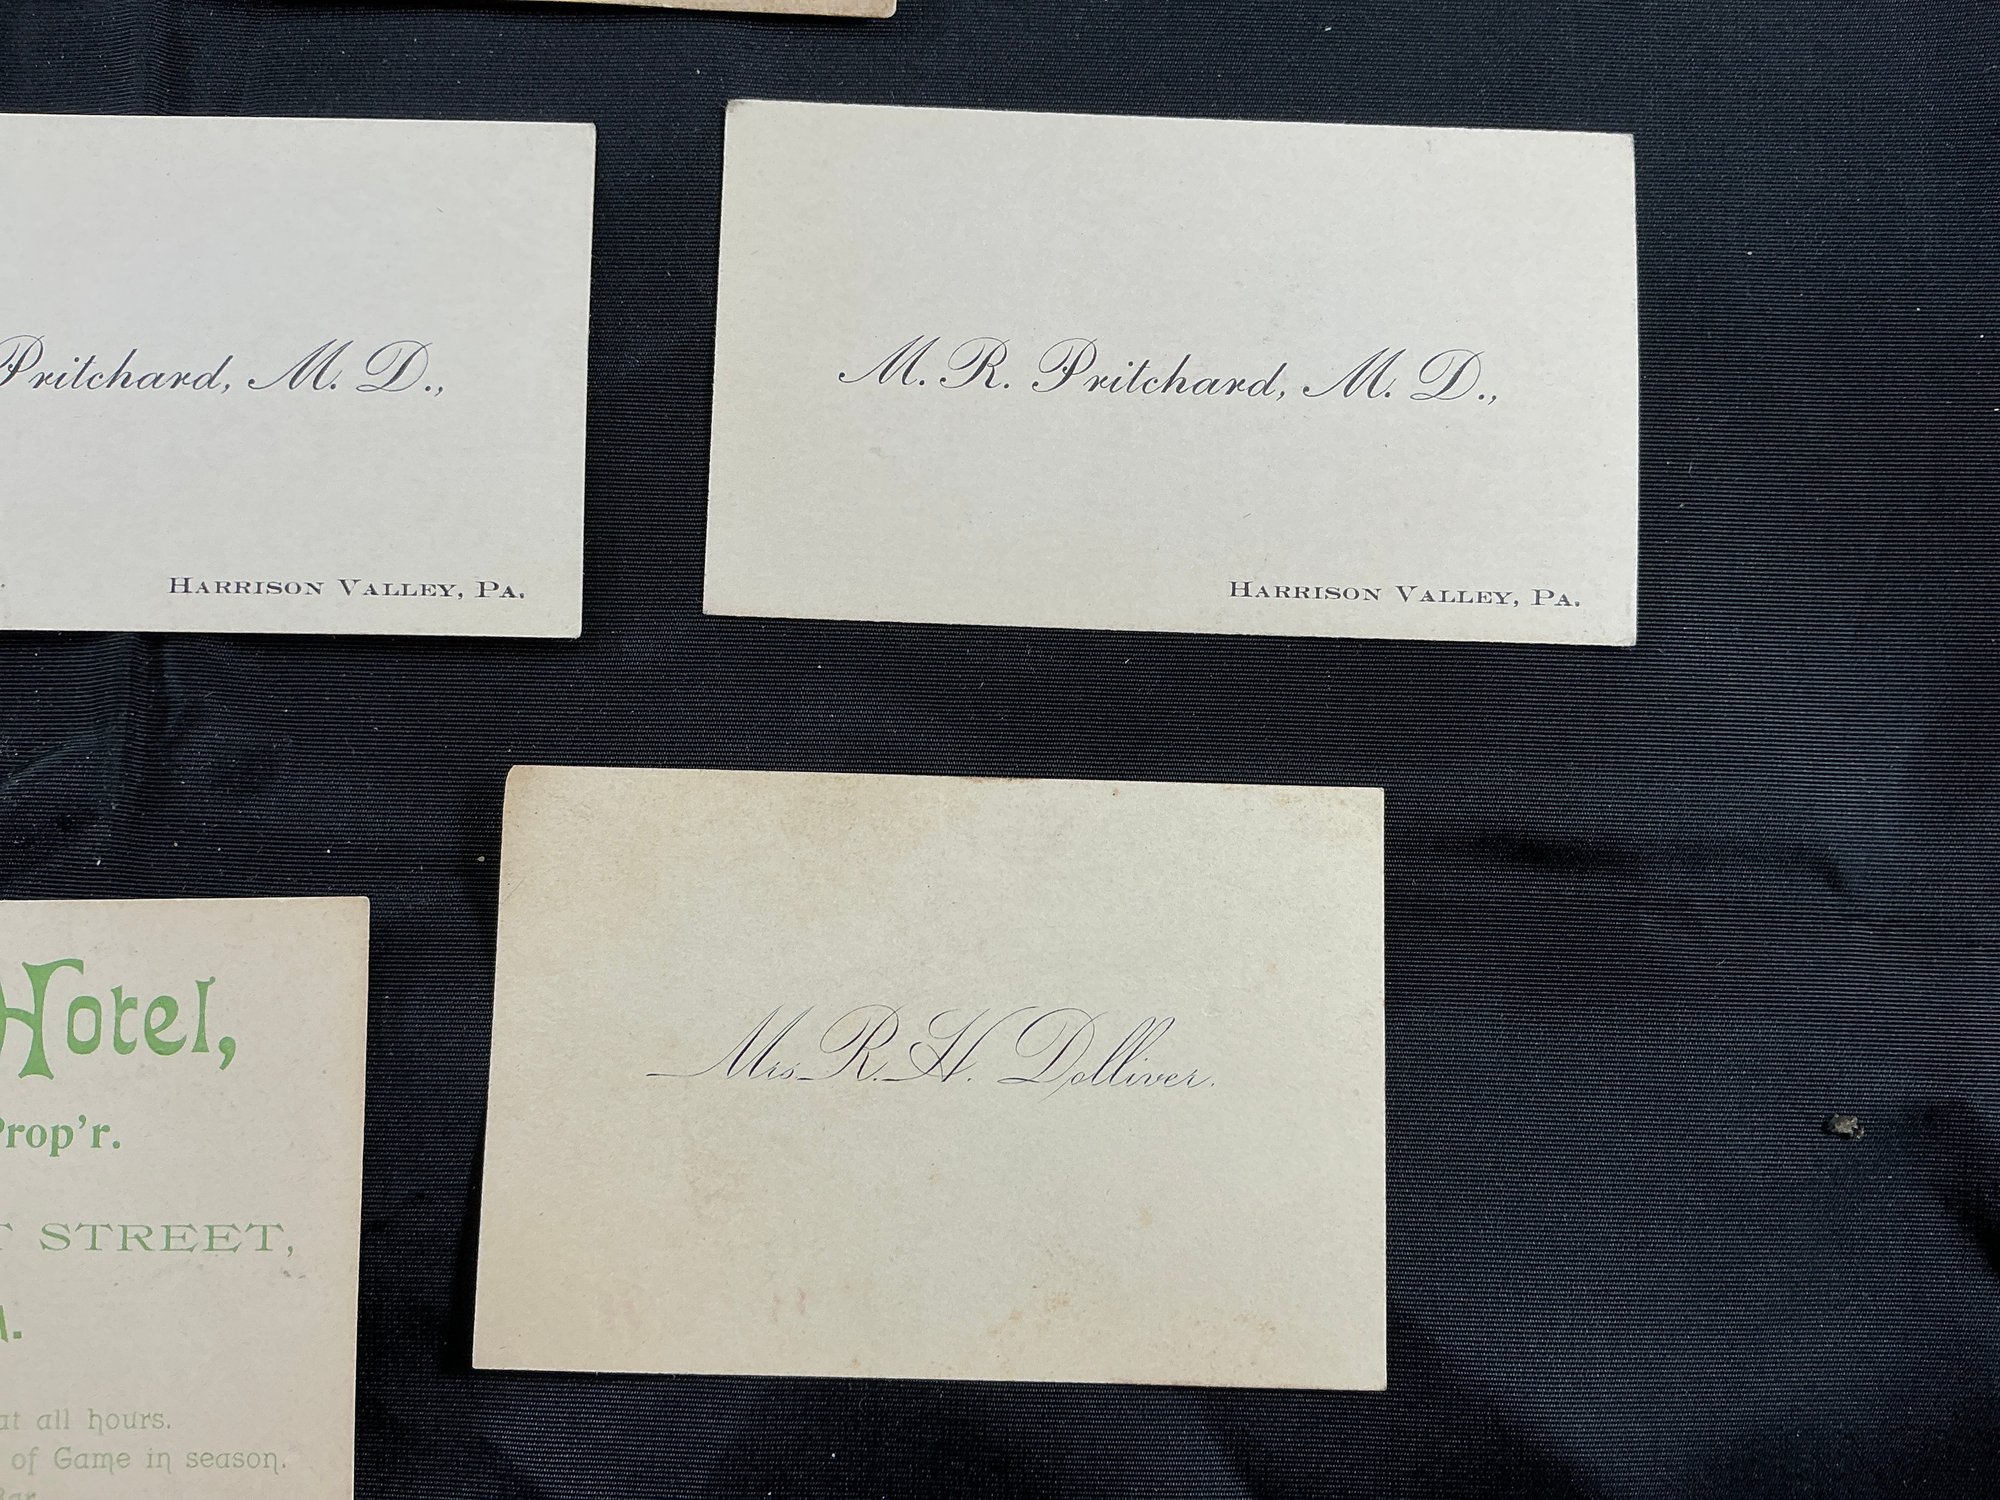 Pritchard, M. D.,
HARRISON VALLEY, PA.
M. R. Pritchard, M. D.,
HARRISON VALLEY, PA.
Mrs. R. H. Dolliver.
Hotel,
Prop'r.
STREET,
at all hours.
of Game in season.
Bar